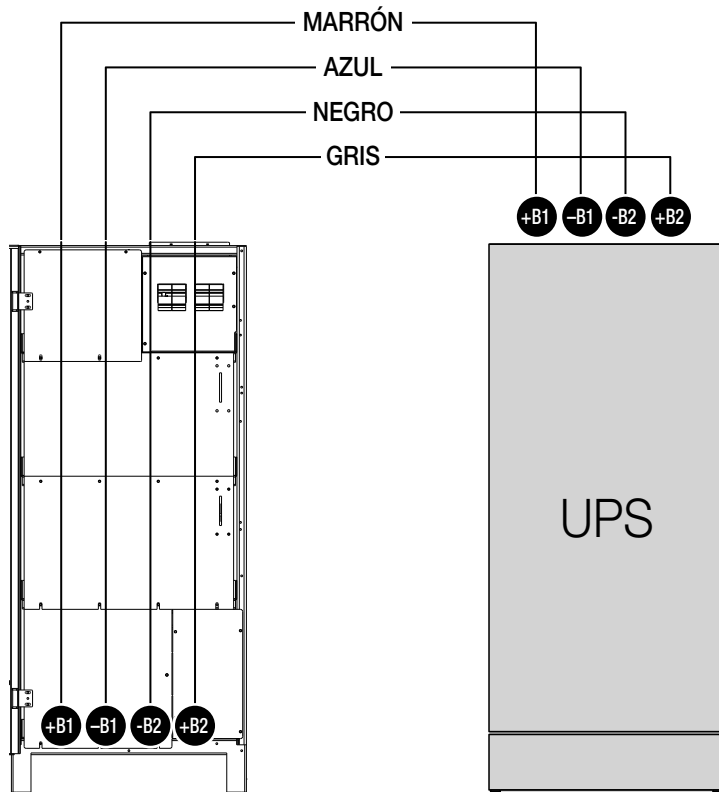 MARRÓN
AZUL
NEGRO
GRIS
+B1 –B1 -B2 +B2
UPS
+B1 –B1 -B2 +B2